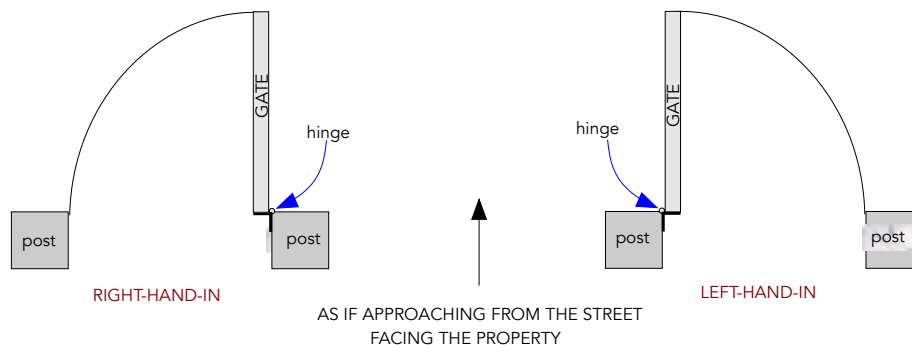 GATE
hinge
post
post
RIGHT-HAND-IN
GATE
hinge
post
post
LEFT-HAND-IN
AS IF APPROACHING FROM THE STREET
FACING THE PROPERTY